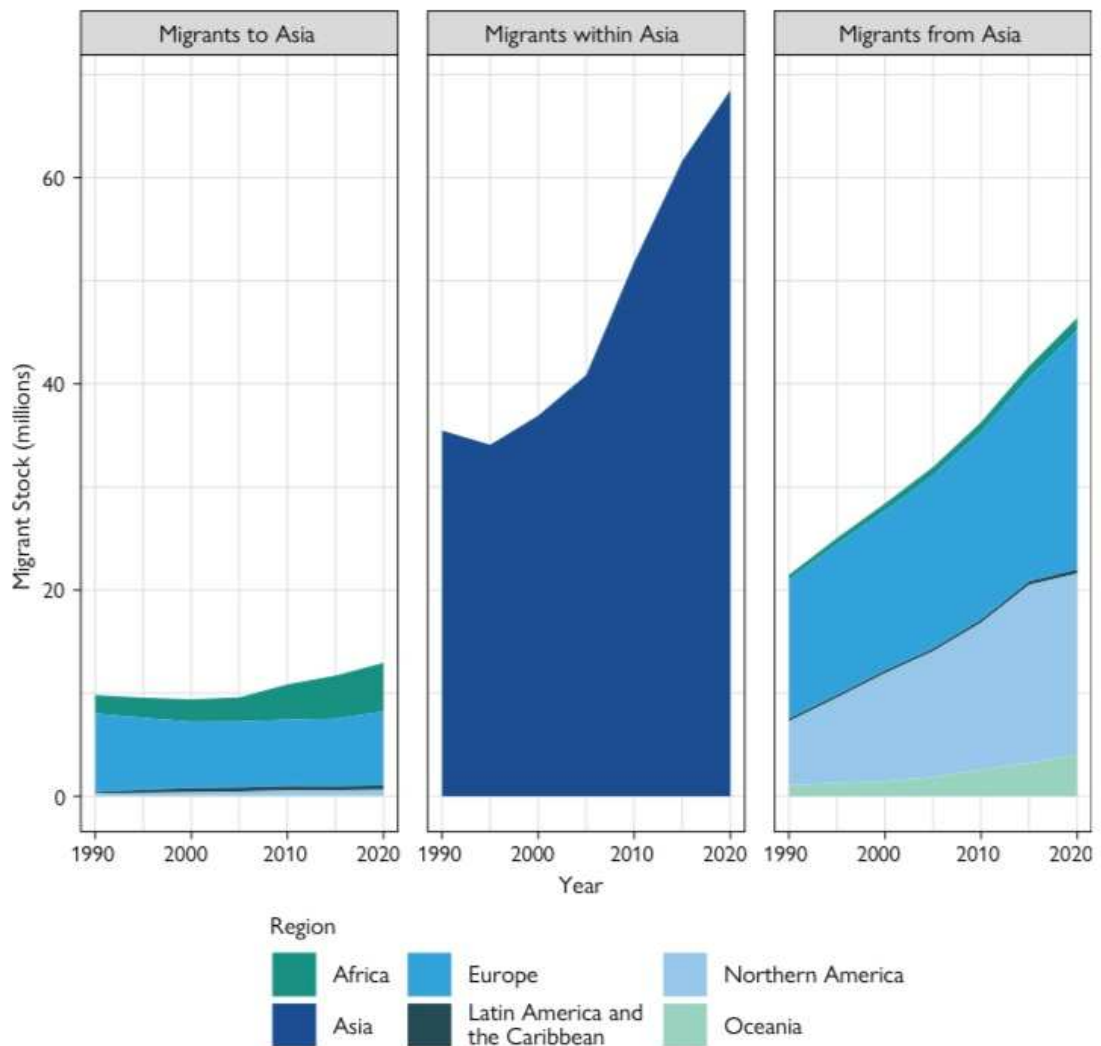 Migrants to Asia
Migrants within Asia
Migrants from Asia
Migrant Stock (millions)
60
40
20
0
1990 2000 2010 2020
1990 2000 2010 2020
1990 2000 2010 2020
Year
Region
Africa
Europe
Northern America
Asia
Latin America and
the Caribbean
Oceania